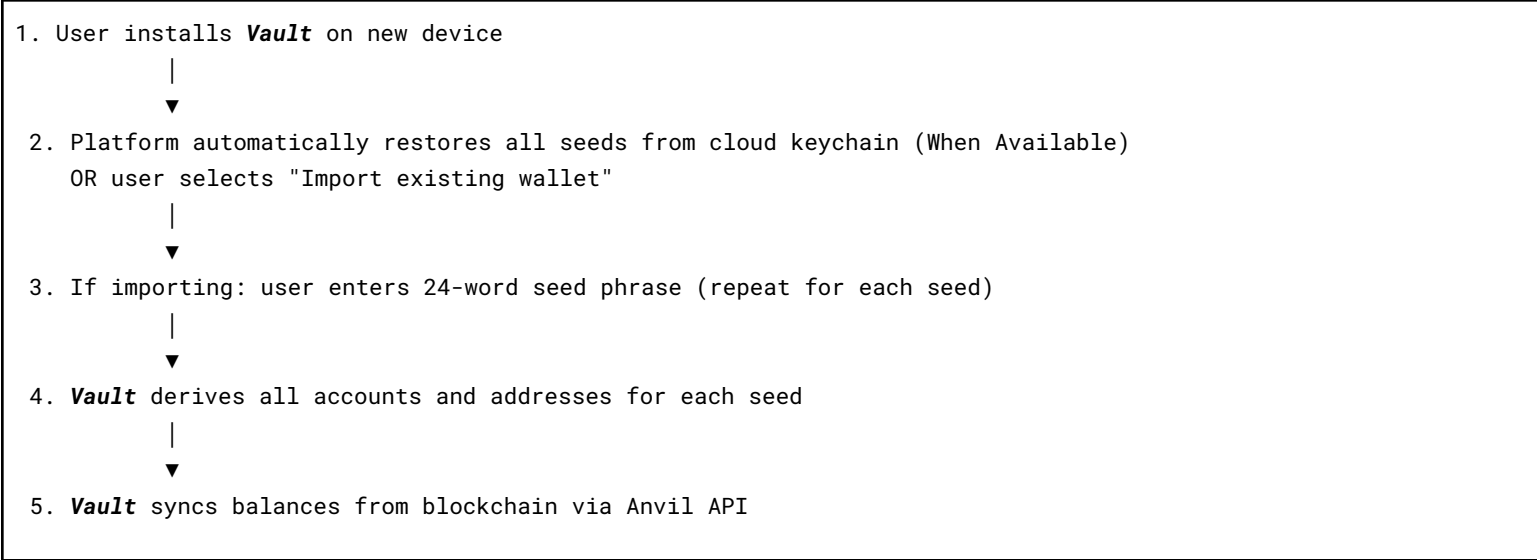 1. User installs Vault on new device
│
▼
2. Platform automatically restores all seeds from cloud keychain (When Available)
OR user selects "Import existing wallet"
│
▼
3. If importing: user enters 24-word seed phrase (repeat for each seed)
│
▼
4. Vault derives all accounts and addresses for each seed
│
▼
5. Vault syncs balances from blockchain via Anvil API